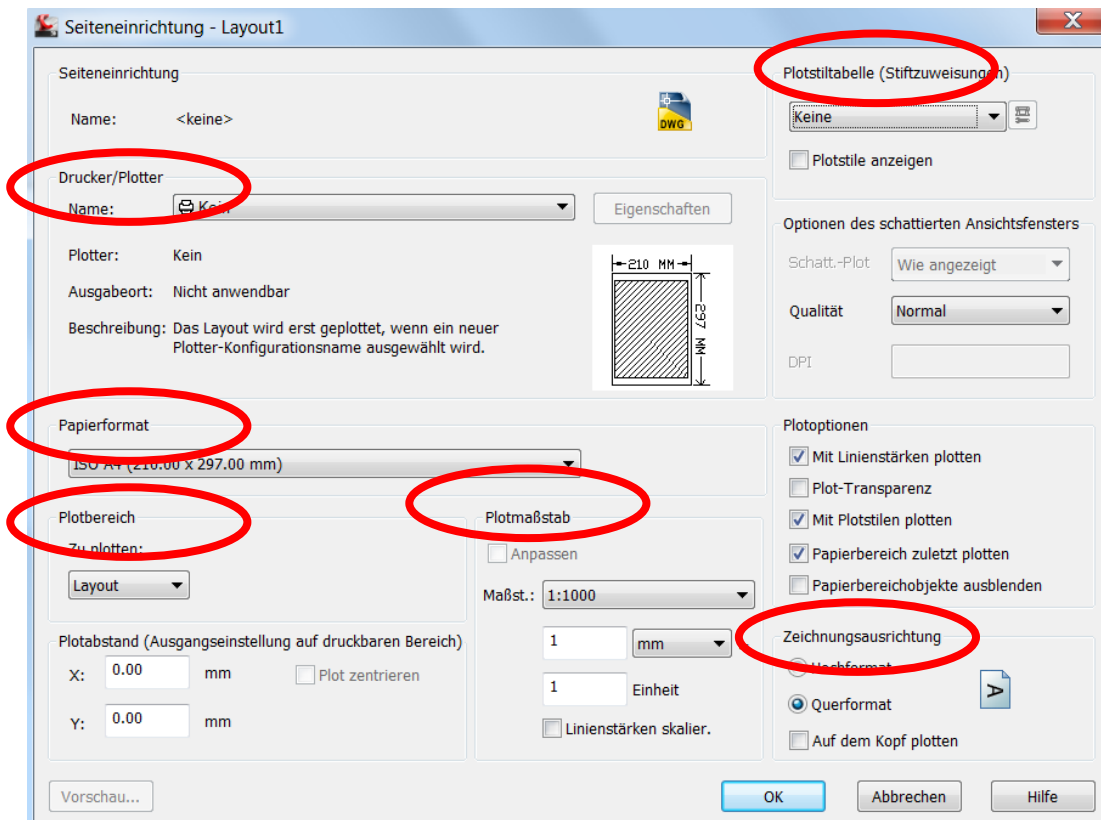 Seiteneinrichtung - Layout1
Seiteneinrichtung
Name: <keine>
DWG
Drucker/Plotter
Name: Kein
Eigenschaften
Plotter: Kein
Ausgabeort: Nicht anwendbar
Beschreibung: Das Layout wird erst geplottet, wenn ein neuer
Plotter-Konfigurationsname ausgewählt wird.
210 MM
297 MM
Papierformat
ISO A4 (210.00 x 297.00 mm)
Plotbereich
Zu plotten:
Layout
Plotabstand (Ausgangseinstellung auf druckbaren Bereich)
X: 0.00 mm
Plot zentrieren
Y: 0.00 mm
Plotmaßstab
Anpassen
Maßst.: 1:1000
1 mm
1 Einheit
Linienstärken skalier.
Plotstiltabelle (Stiftzuweisungen)
Keine
Plotstile anzeigen
Optionen des schattierten Ansichtsfensters
Schatt.-Plot Wie angezeigt
Qualität Normal
DPI
Plotoptionen
Mit Linienstärken plotten
Plot-Transparenz
Mit Plotstilen plotten
Papierbereich zuletzt plotten
Papierbereichobjekte ausblenden
Zeichnungsausrichtung
Hochformat
Querformat
A
Auf dem Kopf plotten
Vorschau...
OK
Abbrechen
Hilfe